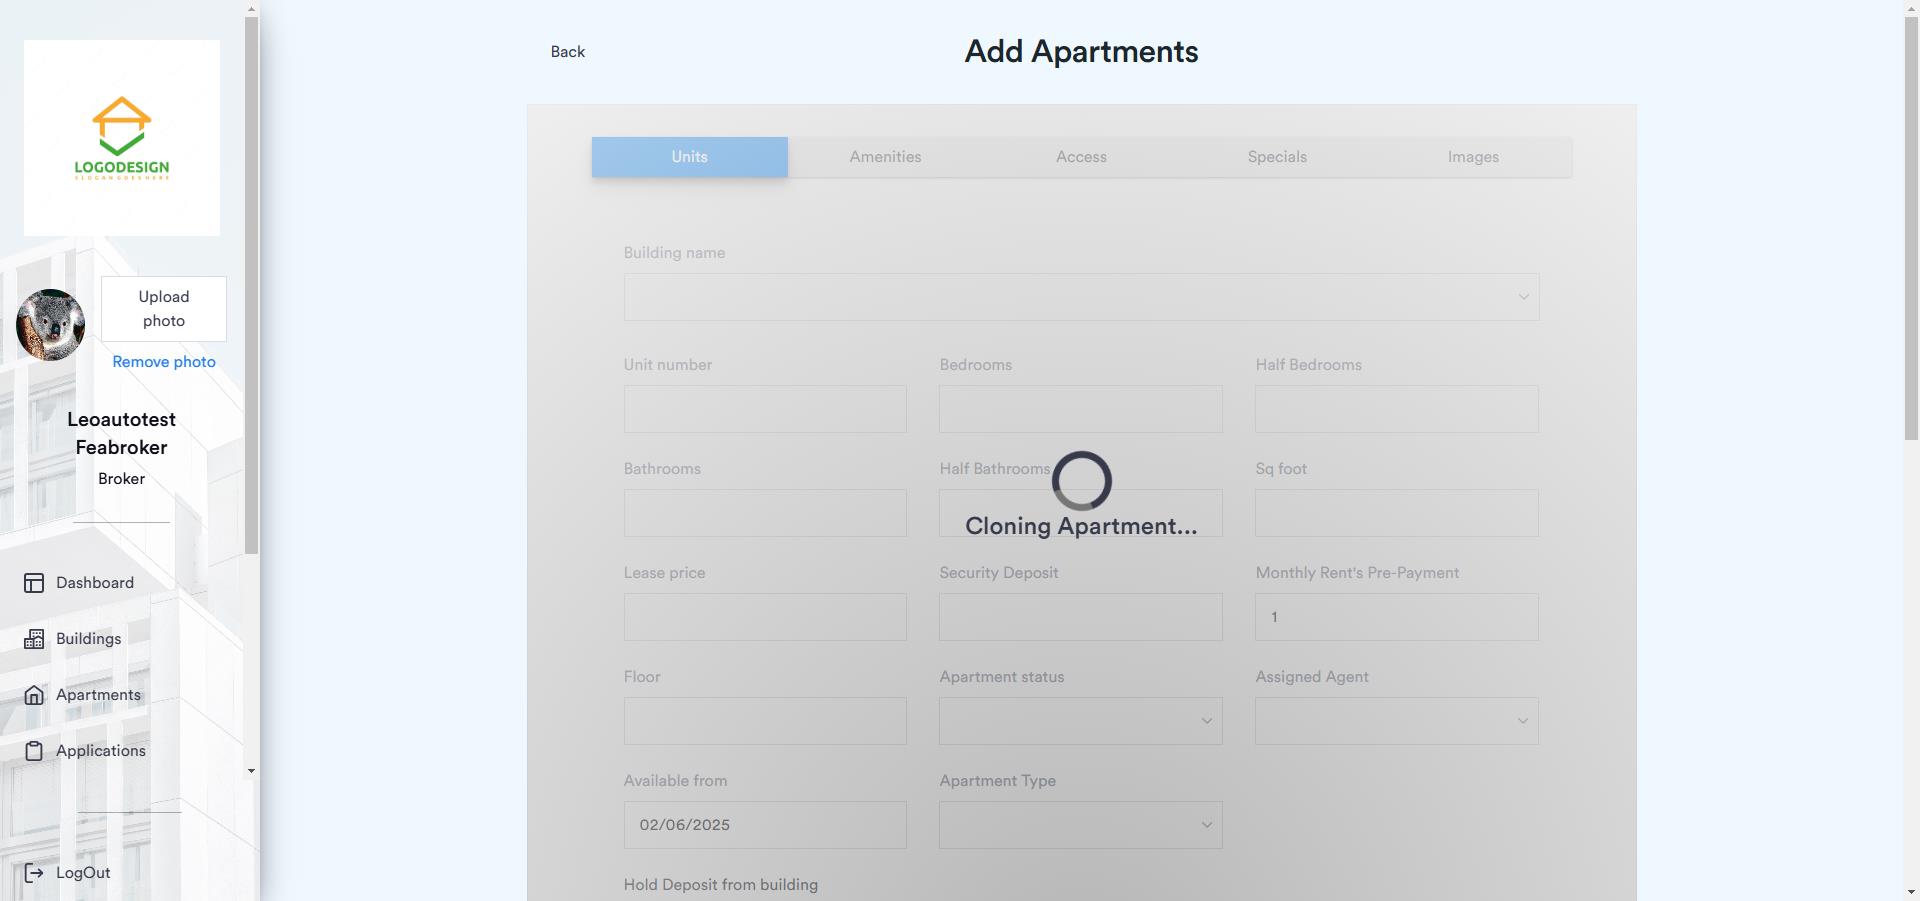 LOGODESIGN
SLOGAN GOES HERE
Upload
photo
Remove photo
Leoautotest
Feabroker
Broker
Dashboard
Buildings
Apartments
Applications
LogOut
Back
Add Apartments
Units
Amenities
Access
Specials
Images
Building name
Unit number
Bedrooms
Half Bedrooms
Bathrooms
Half Bathrooms
Sq foot
Cloning Apartment...
Lease price
Security Deposit
Monthly Rent's Pre-Payment
1
Floor
Apartment status
Assigned Agent
Available from
Apartment Type
02/06/2025
Hold Deposit from building